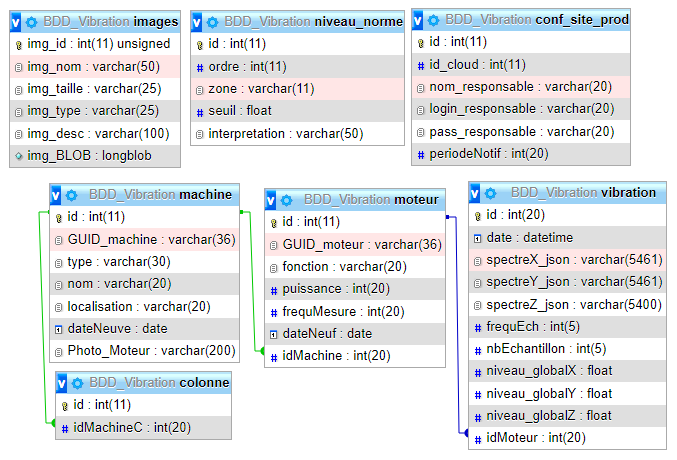 BDD_Vibration images
img_id : int(11) unsigned
img_nom : varchar(50)
img_taille : varchar(25)
img_type : varchar(25)
img_desc : varchar(100)
img_BLOB : longblob
BDD_Vibration niveau_norme
id : int(11)
ordre : int(11)
zone : varchar(11)
seuil : float
interpretation : varchar(50)
BDD_Vibration conf_site_prod
id : int(11)
id_cloud : int(11)
nom_responsable : varchar(20)
login_responsable : varchar(20)
pass_responsable : varchar(20)
periodeNotif : int(20)
BDD_Vibration machine
id : int(11)
GUID_machine : varchar(36)
type : varchar(30)
nom : varchar(20)
localisation : varchar(20)
dateNeuve : date
Photo_Moteur : varchar(200)
BDD_Vibration colonne
id : int(11)
idMachineC : int(20)
BDD_Vibration moteur
id : int(11)
GUID_moteur : varchar(36)
fonction : varchar(20)
puissance : int(20)
frequMesure : int(20)
dateNeuf : date
idMachine : int(20)
BDD_Vibration vibration
id : int(20)
date : datetime
spectreX_json : varchar(5461)
spectreY_json : varchar(5461)
spectreZ_json : varchar(5400)
frequEch : int(5)
nbEchantillon : int(5)
niveau_globalX : float
niveau_globalY : float
niveau_globalZ : float
idMoteur : int(20)